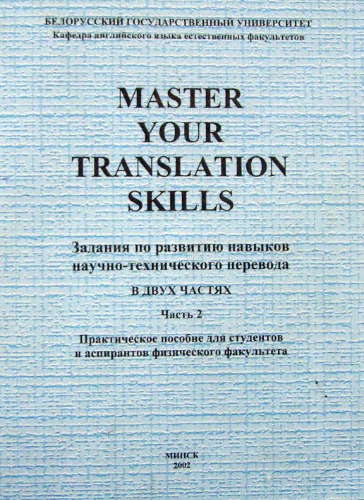 БЕЛОРУССКИЙ ГОСУДАРСТВЕННЫЙ УНИВЕРСИТЕТ
Кафедра английского языка естественных факультетов
MASTER
YOUR
TRANSLATION
SKILLS
Задания по развитию навыков
научно-технического перевода
В ДВУХ ЧАСТЯХ
Часть 2
Практическое пособие для студентов
и аспирантов физического факультета
МИНСК
2002